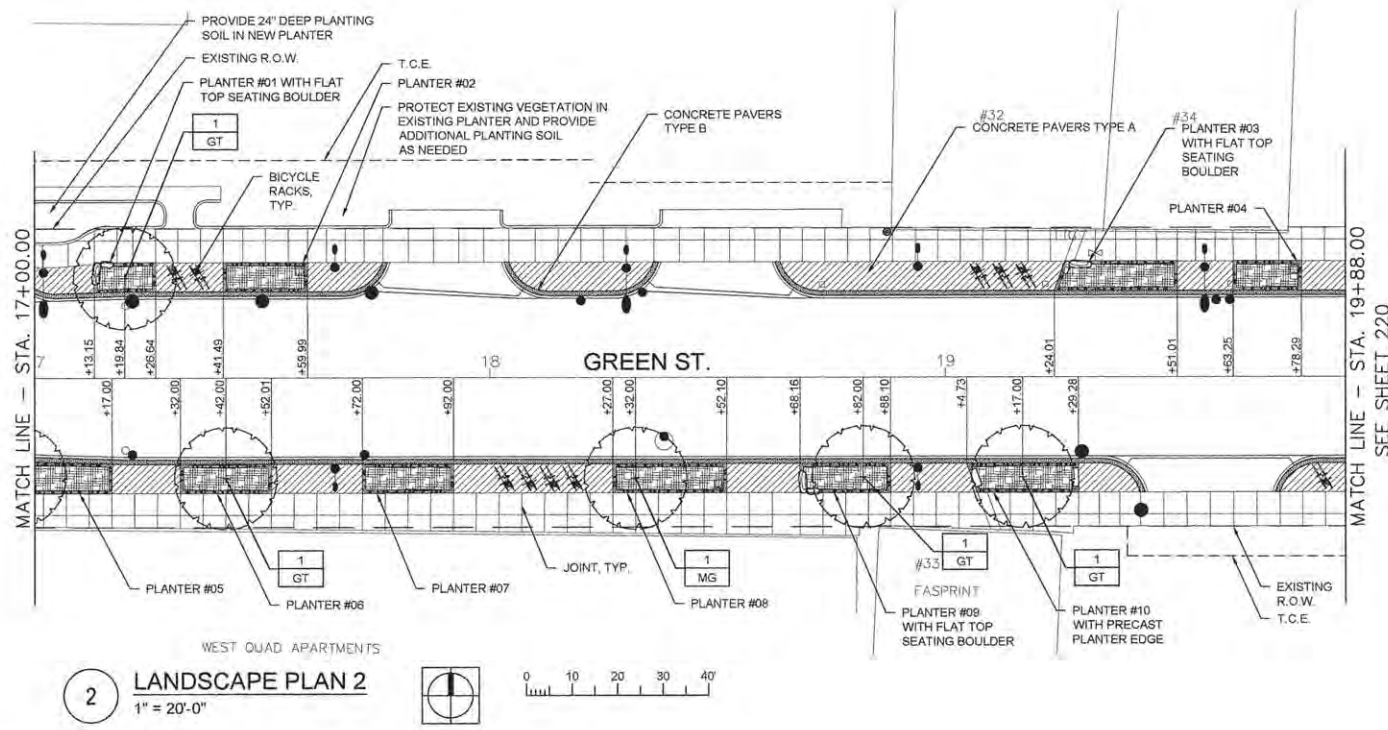 PROVIDE 24" DEEP PLANTING
SOIL IN NEW PLANTER
EXISTING R.O.W.
PLANTER #01 WITH FLAT
TOP SEATING BOULDER
1
GT
T.C.E.
PLANTER #02
PROTECT EXISTING VEGETATION IN
EXISTING PLANTER AND PROVIDE
ADDITIONAL PLANTING SOIL
AS NEEDED
BICYCLE
RACKS,
TYP.
CONCRETE PAVERS
TYPE B
#32
CONCRETE PAVERS TYPE A
#34
PLANTER #03
WITH FLAT TOP
SEATING
BOULDER
PLANTER #04
MATCH LINE – STA. 17+00.00
MATCH LINE – STA. 19+88.00
SEE SHEET 220
+13.15
+19.84
+26.64
+41.49
+59.99
+24.01
+51.01
+63.25
+78.29
7
18
GREEN ST.
19
+17.00
+32.00
+42.00
+52.01
+72.00
+92.00
+27.00
+32.00
+52.10
+68.16
+82.00
+88.10
+4.73
+17.00
+29.28
PLANTER #05
1
GT
PLANTER #06
PLANTER #07
JOINT, TYP.
1
MG
PLANTER #08
#33
1
GT
FASPRINT
PLANTER #09
WITH FLAT TOP
SEATING BOULDER
1
GT
PLANTER #10
WITH PRECAST
PLANTER EDGE
EXISTING
R.O.W.
T.C.E.
WEST QUAD APARTMENTS
2
LANDSCAPE PLAN 2
1" = 20'-0"
0 10 20 30 40'